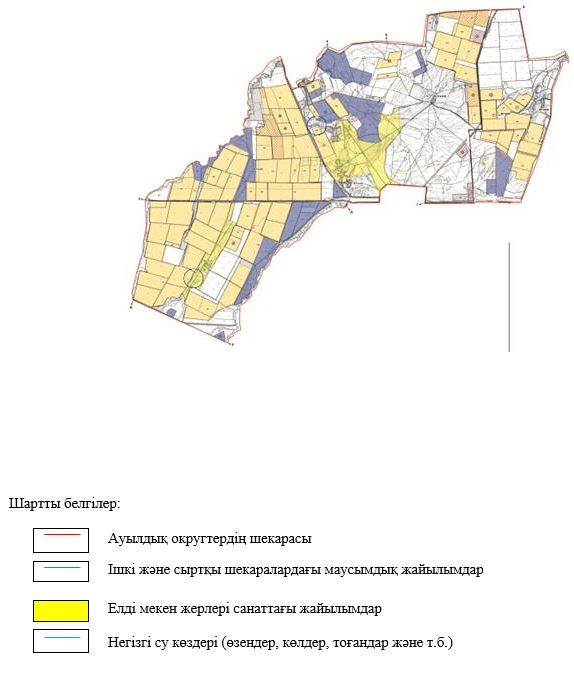 Шартты белгілер:
Ауылдық округтердің шекарасы
Ішкі және сыртқы шекаралардағы маусымдық жайылымдар
Елді мекен жерлері санаттағы жайылымдар
Негізгі су көздері (өзендер, көлдер, тоғандар және т.б.)